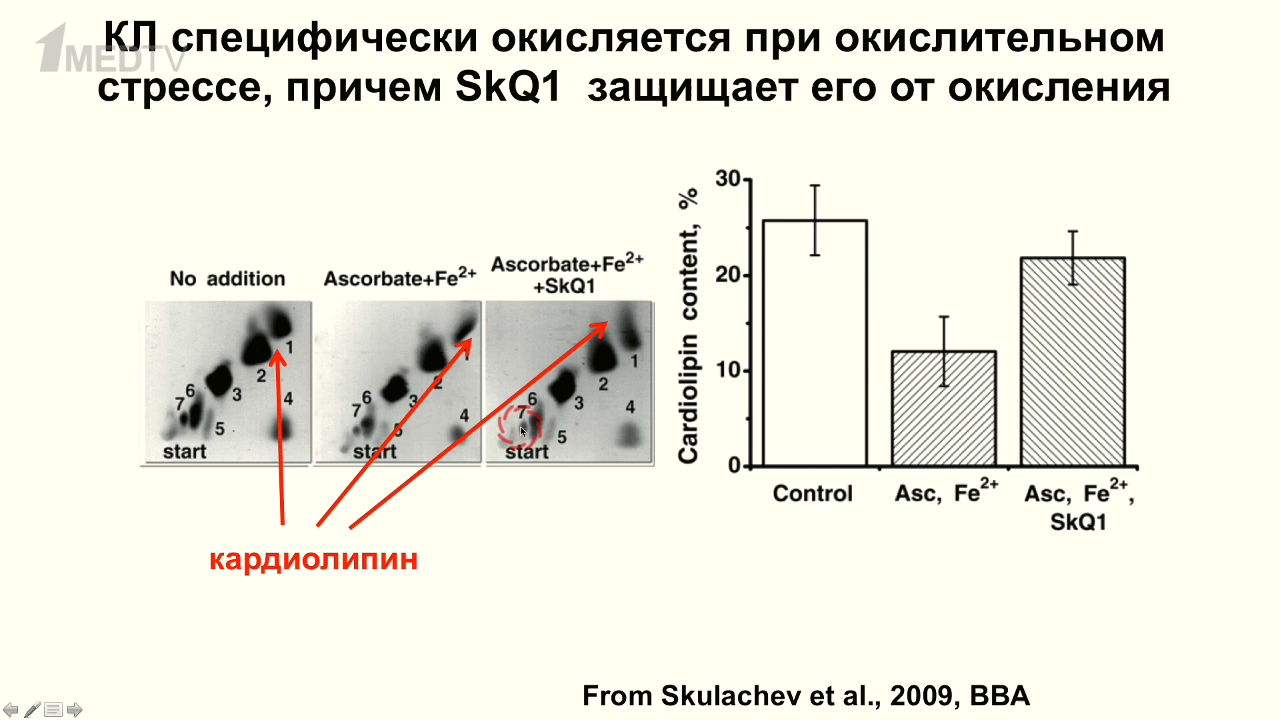 КЛ специфически окисляется при окислительном
стрессе, причем SkQ1 защищает его от окисления
1MEDTV
No addition
Ascorbate+Fe2+
Ascorbate+Fe2+
+SkQ1
1
2
3
4
5
6
7
start
1
2
3
4
5
6
7
start
1
2
3
4
5
6
7
start
кардиолипин
Cardiolipin content, %
30
20
10
0
Control
Asc, Fe2+
Asc, Fe2+,
SkQ1
From Skulachev et al., 2009, BBA